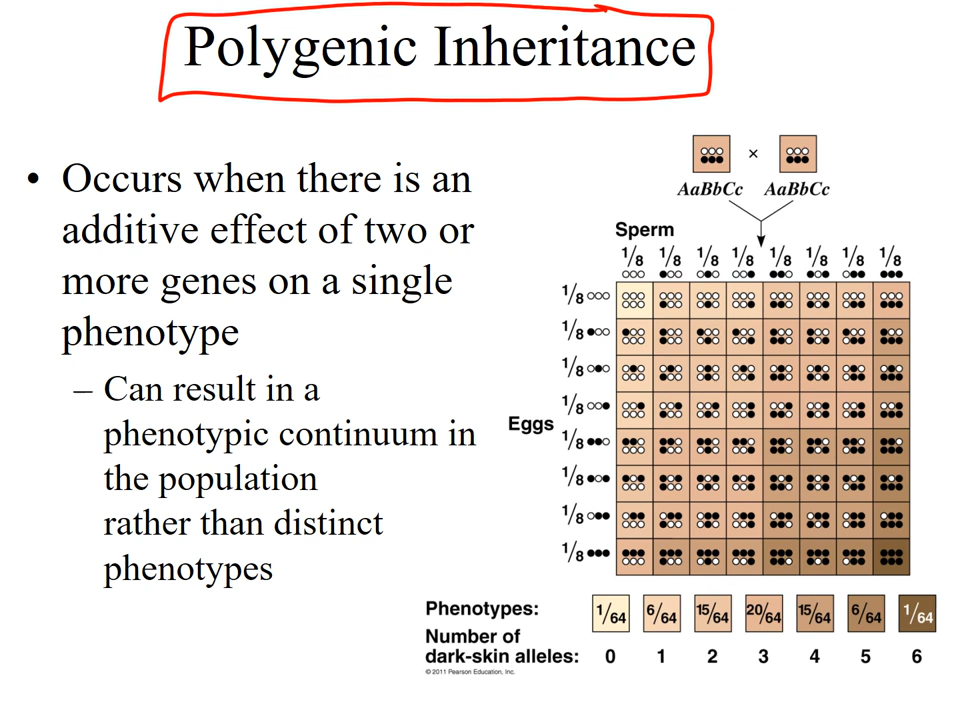 Polygenic Inheritance
• Occurs when there is an
additive effect of two or
more genes on a single
phenotype
– Can result in a
phenotypic continuum in
the population
rather than distinct
phenotypes
×
AaBbCc AaBbCc
Sperm
1/8 1/8 1/8 1/8 1/8 1/8 1/8 1/8
1/8
1/8
1/8
1/8
Eggs
1/8
1/8
1/8
1/8
Phenotypes: 1/64 6/64 15/64 20/64 15/64 6/64 1/64
Number of
dark-skin alleles: 0 1 2 3 4 5 6
© 2011 Pearson Education, Inc.